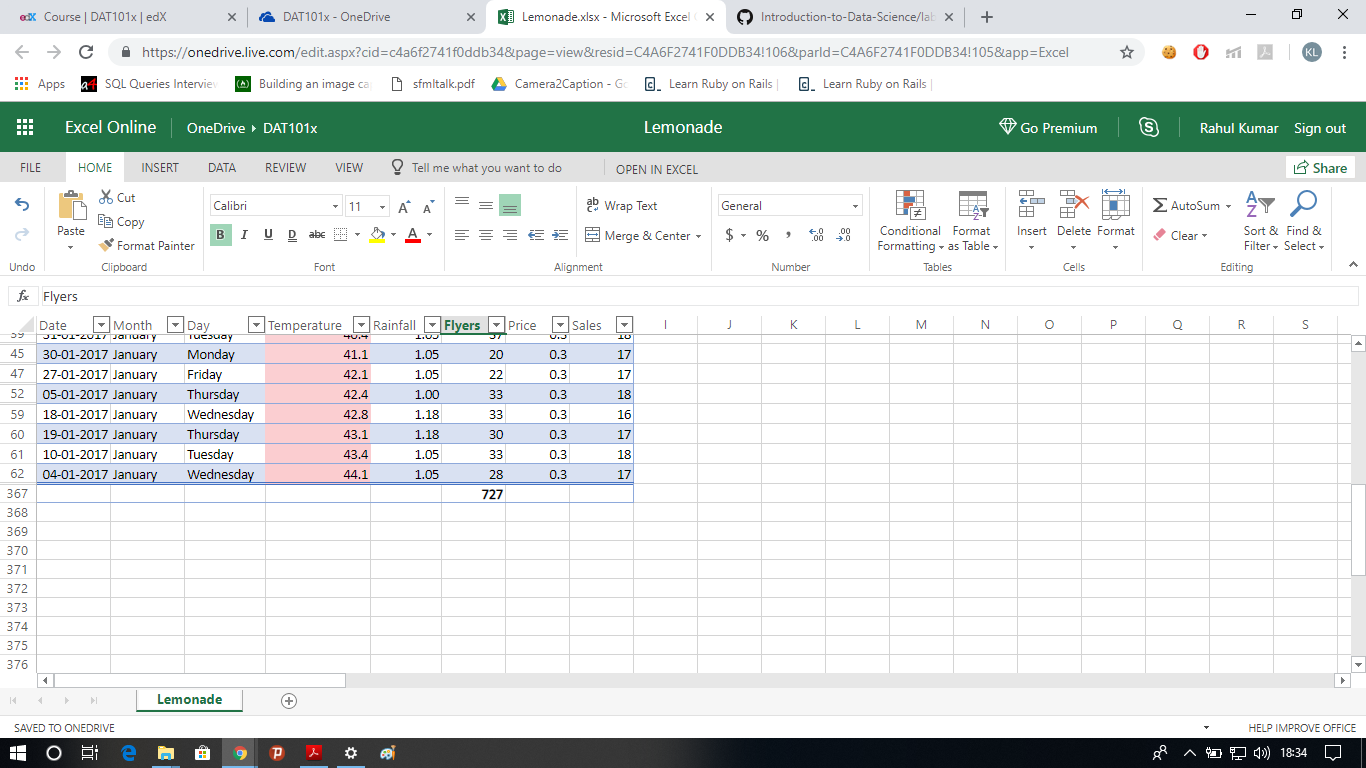 Course | DAT101x | edX
DAT101x - OneDrive
Lemonade.xlsx - Microsoft Excel
Introduction-to-Data-Science/lab
https://onedrive.live.com/edit.aspx?cid=c4a6f2741f0ddb34&page=view&resid=C4A6F2741F0DDB34!106&parId=C4A6F2741F0DDB34!105&app=Excel
KL
Apps
SQL Queries Interview
Building an image ca
sfmltalk.pdf
Camera2Caption - Go
Learn Ruby on Rails |
Learn Ruby on Rails |
Excel Online
OneDrive ▸ DAT101x
Lemonade
Go Premium
Rahul Kumar
Sign out
FILE HOME INSERT DATA REVIEW VIEW Tell me what you want to do OPEN IN EXCEL Share
Cut
Copy
Format Painter
Paste
Calibri 11
B I U D abc A
Wrap Text
Merge & Center
General
$ % ,
Conditional Formatting
Format as Table
Insert Delete Format
AutoSum
Clear
Sort & Filter
Find & Select
Undo Clipboard Font Alignment Number Tables Cells Editing
fx Flyers
Date Month Day Temperature Rainfall Flyers Price Sales I J K L M N O P Q R S
39 31-01-2017 January Tuesday 40.4 1.05 37 0.3 18
45 30-01-2017 January Monday 41.1 1.05 20 0.3 17
47 27-01-2017 January Friday 42.1 1.05 22 0.3 17
52 05-01-2017 January Thursday 42.4 1.00 33 0.3 18
59 18-01-2017 January Wednesday 42.8 1.18 33 0.3 16
60 19-01-2017 January Thursday 43.1 1.18 30 0.3 17
61 10-01-2017 January Tuesday 43.4 1.05 33 0.3 18
62 04-01-2017 January Wednesday 44.1 1.05 28 0.3 17
367 727
368
369
370
371
372
373
374
375
376
Lemonade
SAVED TO ONEDRIVE
HELP IMPROVE OFFICE
18:34